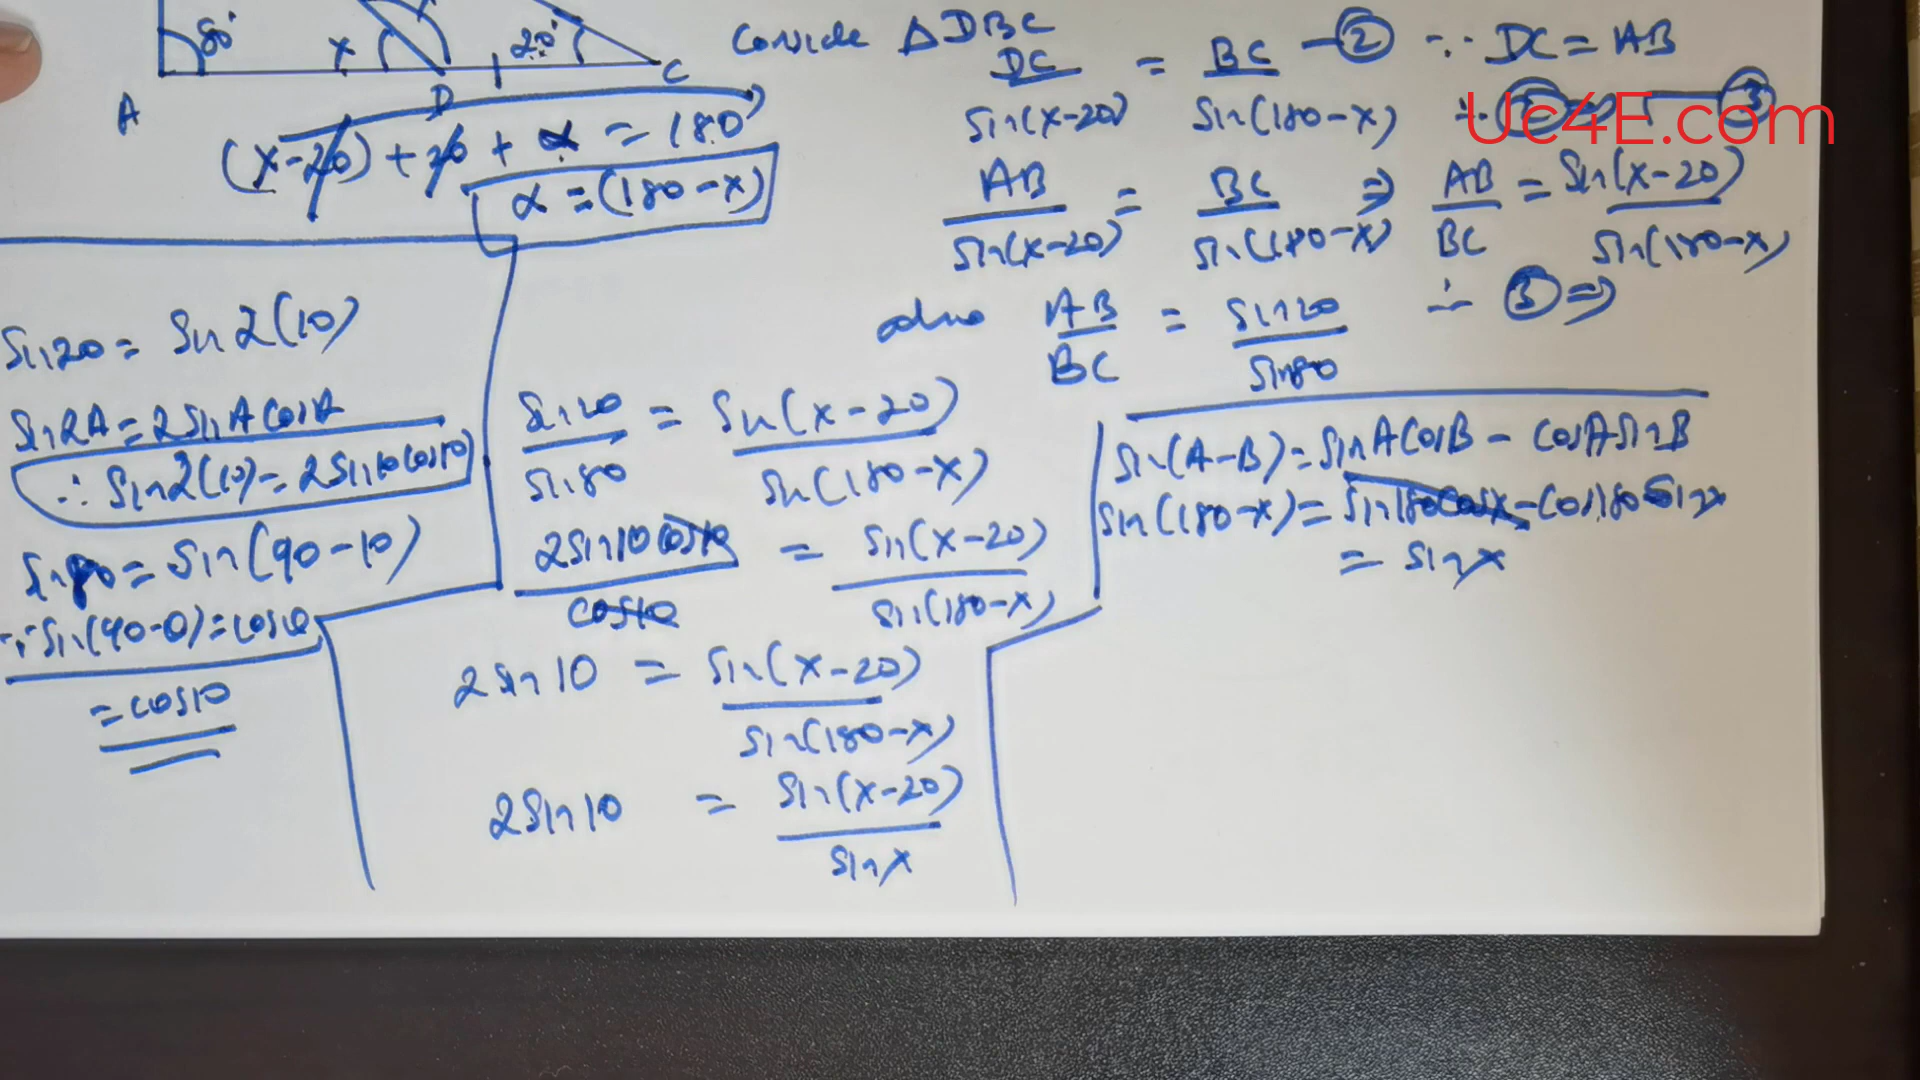 80°
x
20°
A
D
C
(x-20) + 20 + α = 180°
α = (180-x)
Conside ΔDBC
DC/Sin(x-20) = BC/Sin(180-x) - ② ∵ DC = AB
Uc4E.com
AB/Sin(x-20) = BC/Sin(180-x) ⇒ AB/BC = Sin(x-20)/Sin(180-x)
also AB/BC = Sin20/Sin80 ∴ ③ ⇒
Sin20 = Sin 2(10)
Sin2A = 2SinACosA
∴ Sin2(10) = 2Sin10Cos10
Sin80 = Sin(90-10)
∵ Sin(90-θ) = Cosθ
= Cos10
Sin20/Sin80 = Sin(x-20)/Sin(180-x)
2Sin10Cos10/Cos10 = Sin(x-20)/Sin(180-x)
2Sin10 = Sin(x-20)/Sin(180-x)
2Sin10 = Sin(x-20)/Sinx
Sin(A-B) = SinACosB - CosASinB
Sin(180-x) = Sin180Cosx - Cos180Sinx
= Sinx